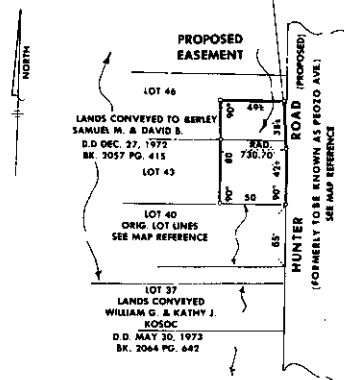 NORTH
PROPOSED
EASEMENT
LOT 46
90°
49½
38½
LANDS CONVEYED TO BERLEY
SAMUEL M. & DAVID B.
D.D DEC. 27, 1972
BK. 2057 PG. 415
RAD.
730.70
80
42½
LOT 43
90°
50
90°
LOT 40
ORIG. LOT LINES
SEE MAP REFERENCE
65'
LOT 37
LANDS CONVEYED
WILLIAM G. & KATHY J.
KOSOC
D.D. MAY 30, 1973
BK. 2064 PG. 642
HUNTER ROAD (PROPOSED)
(FORMERLY TO BE KNOWN AS PEOZO AVE.)
SEE MAP REFERENCE